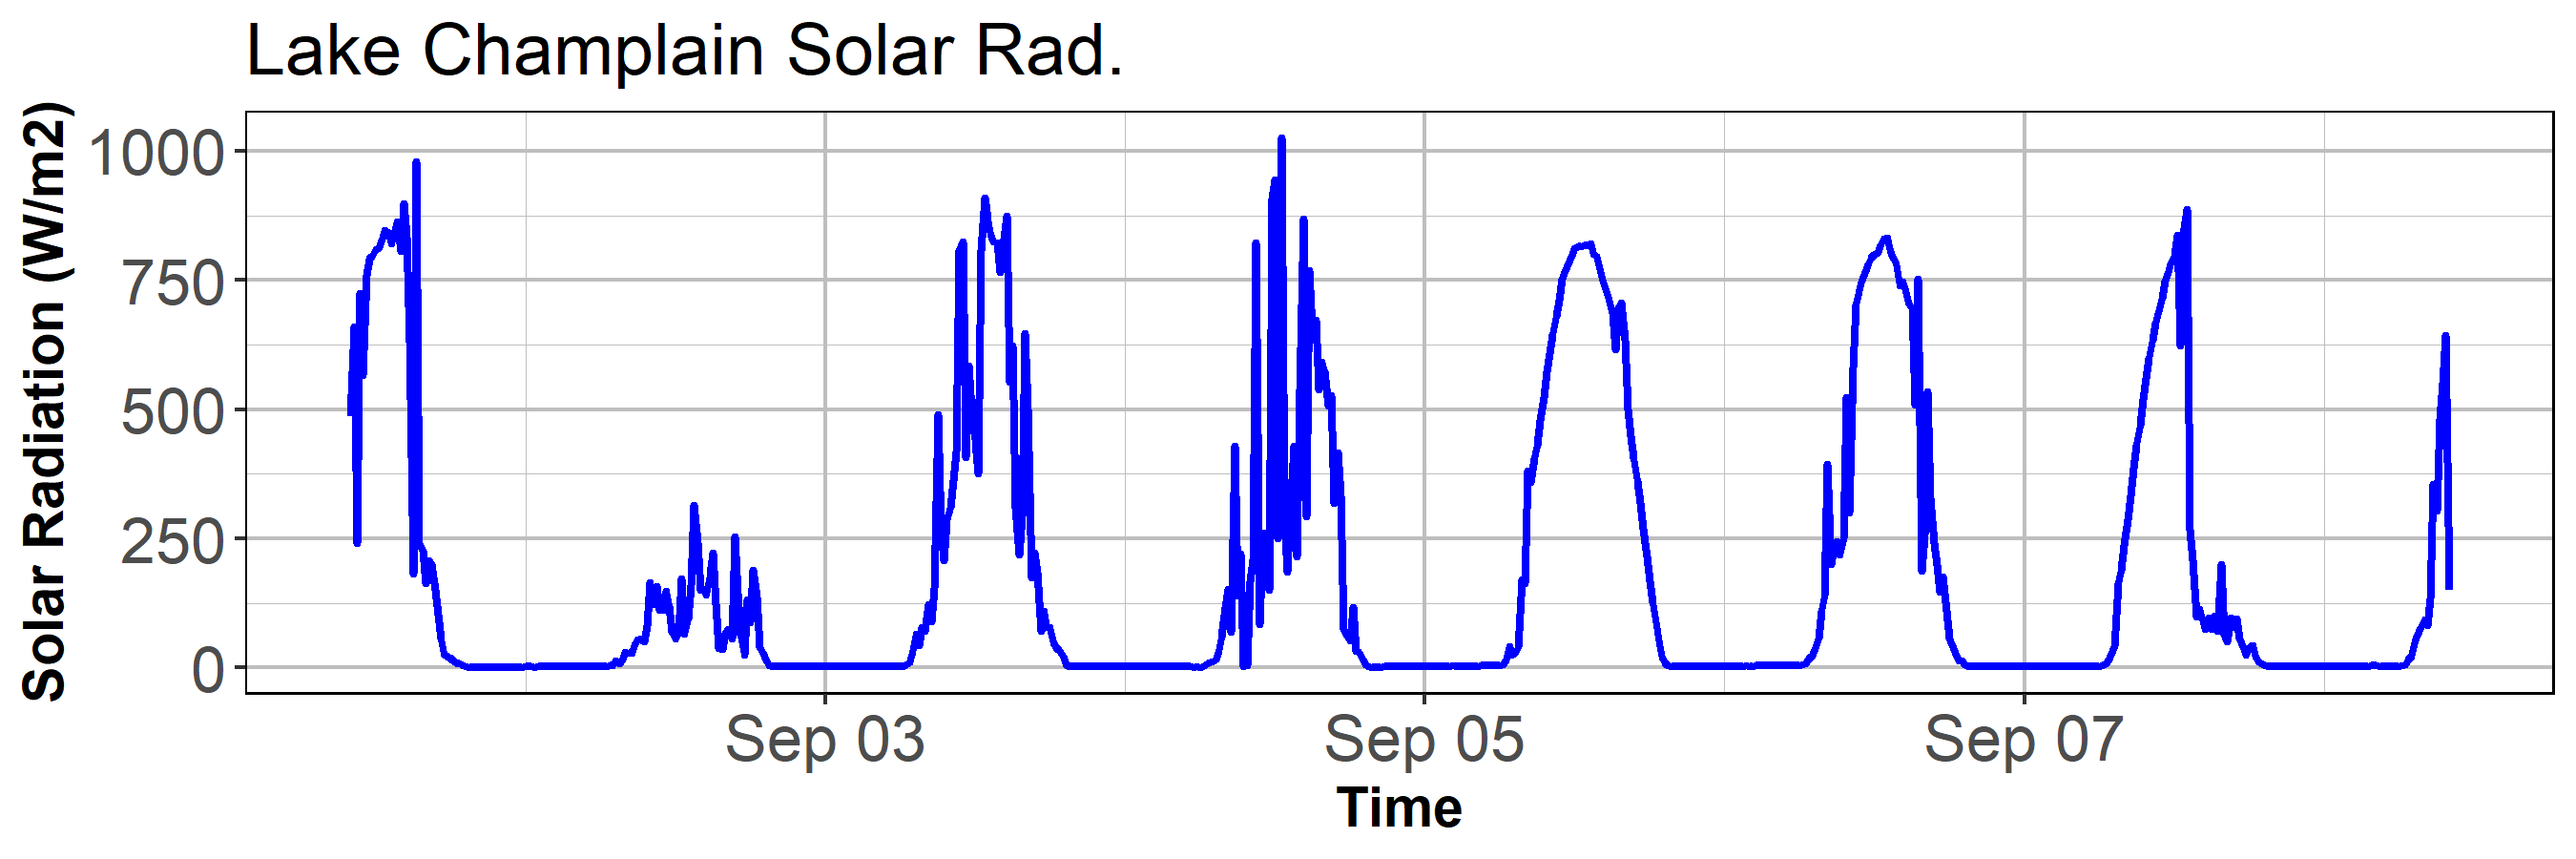 Lake Champlain Solar Rad.
Solar Radiation (W/m2)
1000
750
500
250
0
Sep 03 Sep 05 Sep 07
Time